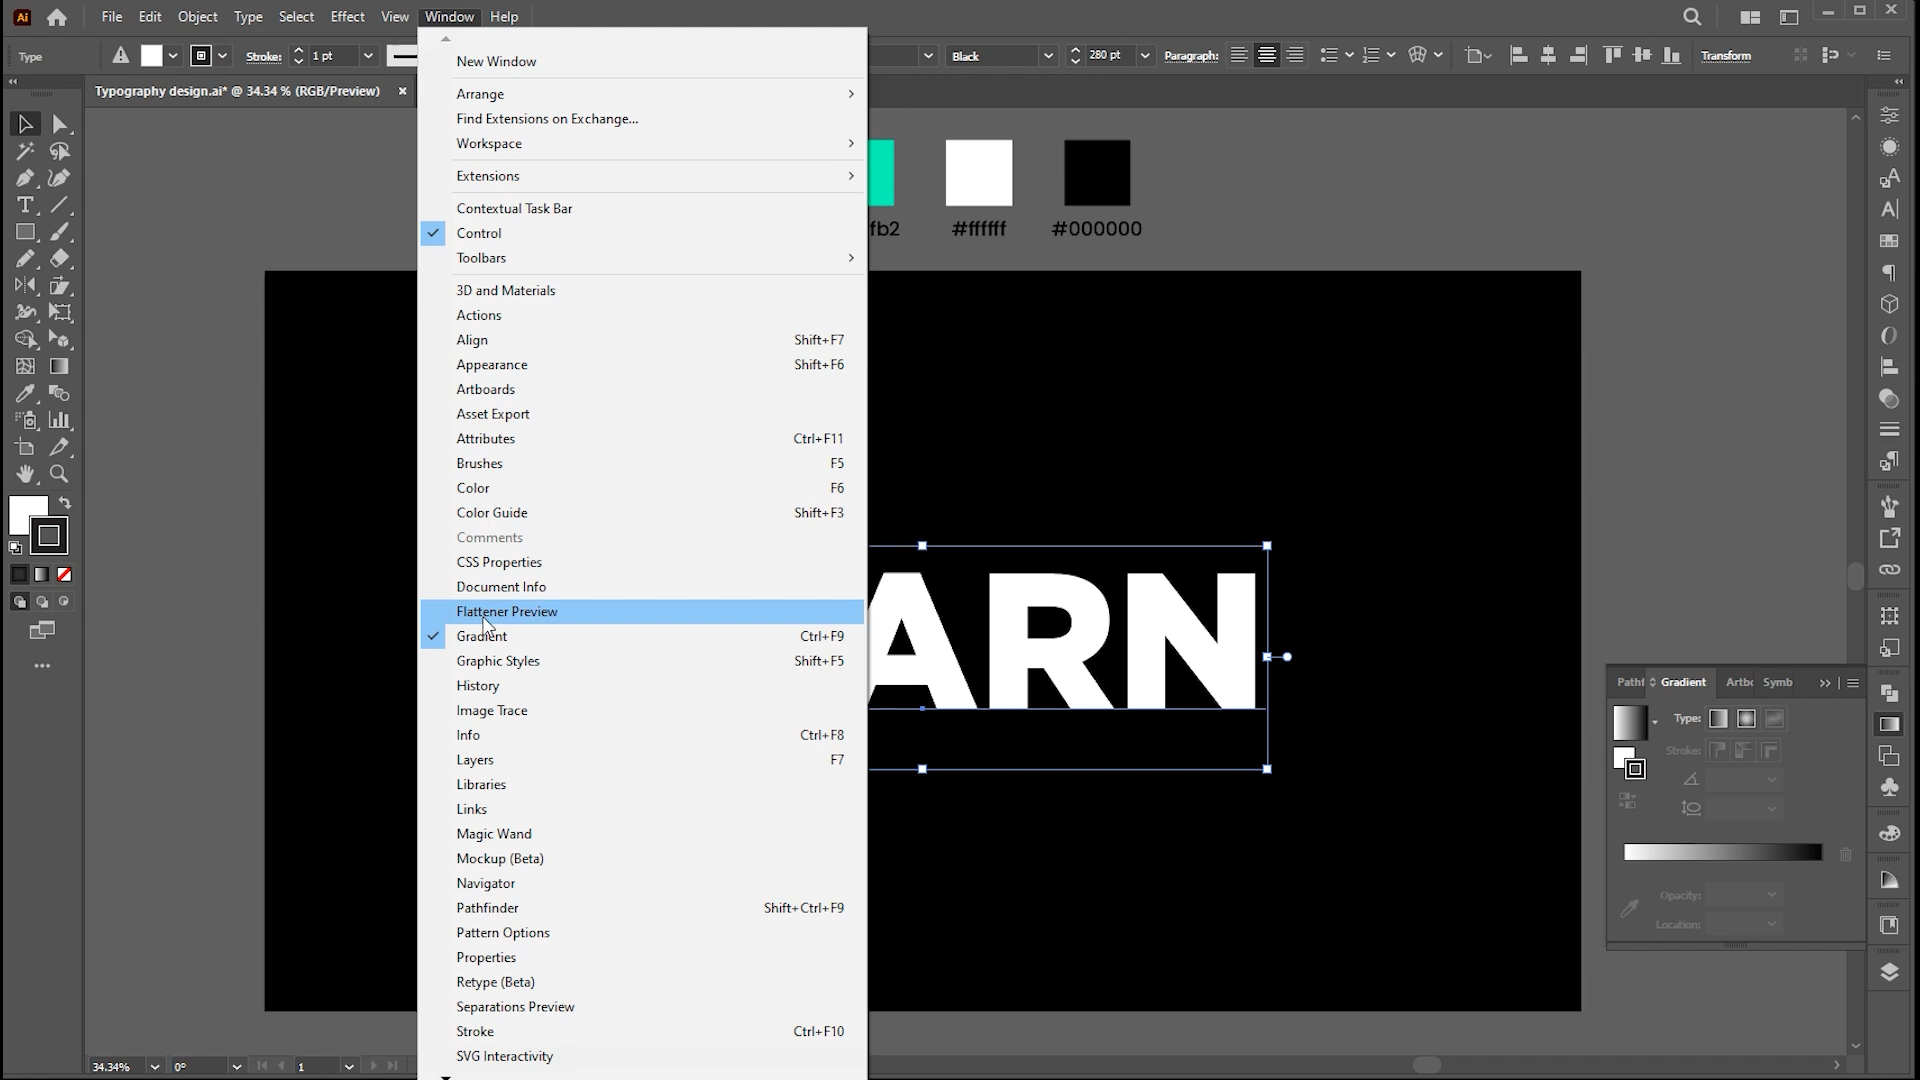 Ai File Edit Object Type Select Effect View Window Help
Type Stroke: 1 pt Black 280 pt Paragraph: Transform
Typography design.ai* @ 34.34 % (RGB/Preview) ×
New Window
Arrange
Find Extensions on Exchange...
Workspace
Extensions
Contextual Task Bar
Control
Toolbars
3D and Materials
Actions
Align Shift+F7
Appearance Shift+F6
Artboards
Asset Export
Attributes Ctrl+F11
Brushes F5
Color F6
Color Guide Shift+F3
Comments
CSS Properties
Document Info
Flattener Preview
Gradient Ctrl+F9
Graphic Styles Shift+F5
History
Image Trace
Info Ctrl+F8
Layers F7
Libraries
Links
Magic Wand
Mockup (Beta)
Navigator
Pathfinder Shift+Ctrl+F9
Pattern Options
Properties
Retype (Beta)
Separations Preview
Stroke Ctrl+F10
SVG Interactivity
fb2 #ffffff #000000
ARN
Pathf Gradient Artbc Symb
Type:
Stroke:
Opacity:
Location:
34.34% 0° 1